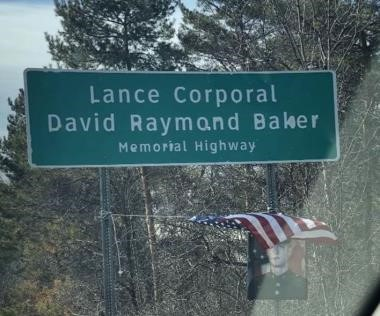 Lance Corporal
David Raymond Baker
Memorial Highway